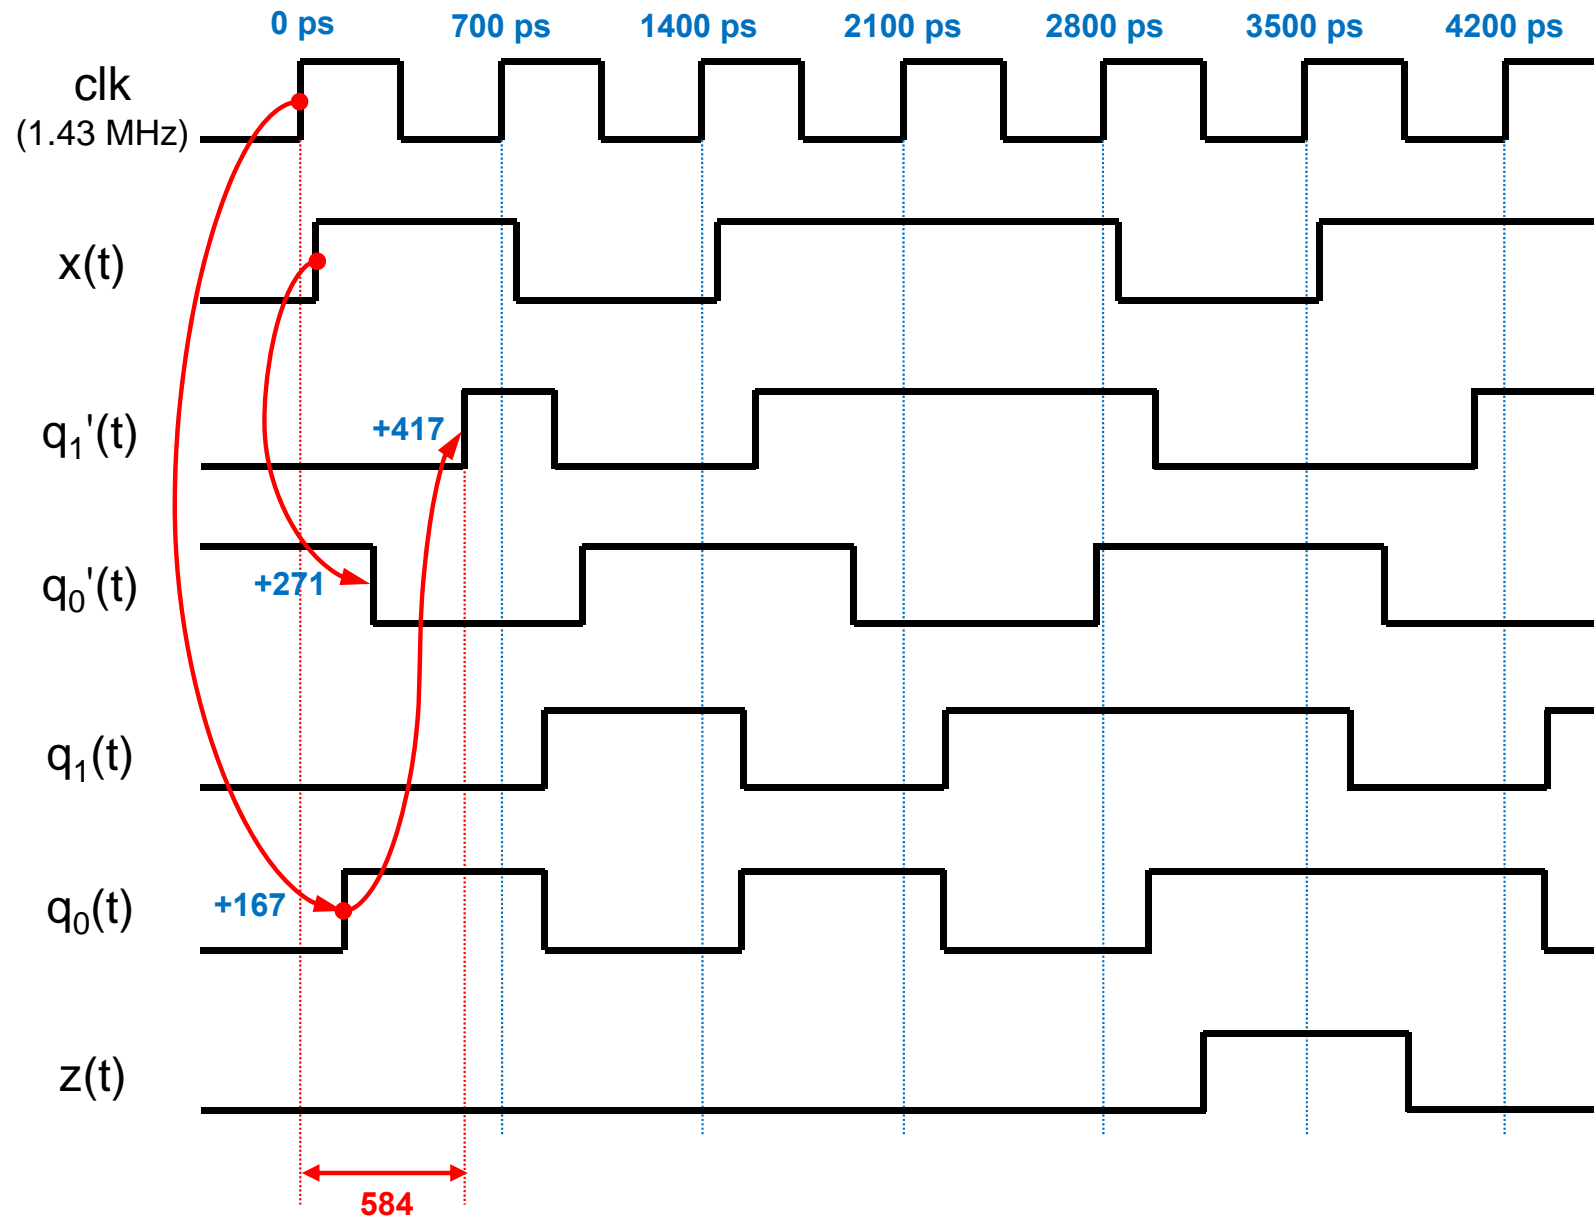 0 ps 700 ps 1400 ps 2100 ps 2800 ps 3500 ps 4200 ps
clk
(1.43 MHz)
x(t)
q₁'(t)
+417
q₀'(t)
+271
q₁(t)
q₀(t)
+167
z(t)
584